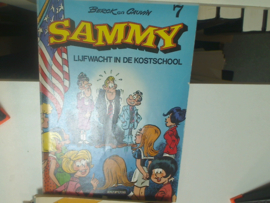 BERCK EN CAUVIN 7
SAMMY
LIJFWACHT IN DE KOSTSCHOOL